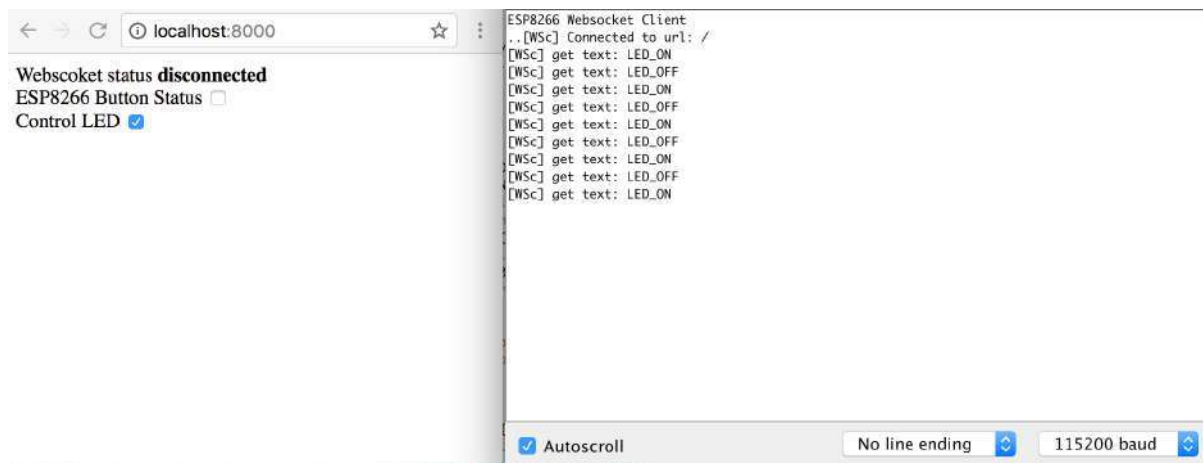 localhost:8000
Webscoket status disconnected
ESP8266 Button Status
Control LED
ESP8266 Websocket Client
..[WSc] Connected to url: /
[WSc] get text: LED_ON
[WSc] get text: LED_OFF
[WSc] get text: LED_ON
[WSc] get text: LED_OFF
[WSc] get text: LED_ON
[WSc] get text: LED_OFF
[WSc] get text: LED_ON
[WSc] get text: LED_OFF
[WSc] get text: LED_ON
Autoscroll
No line ending
115200 baud